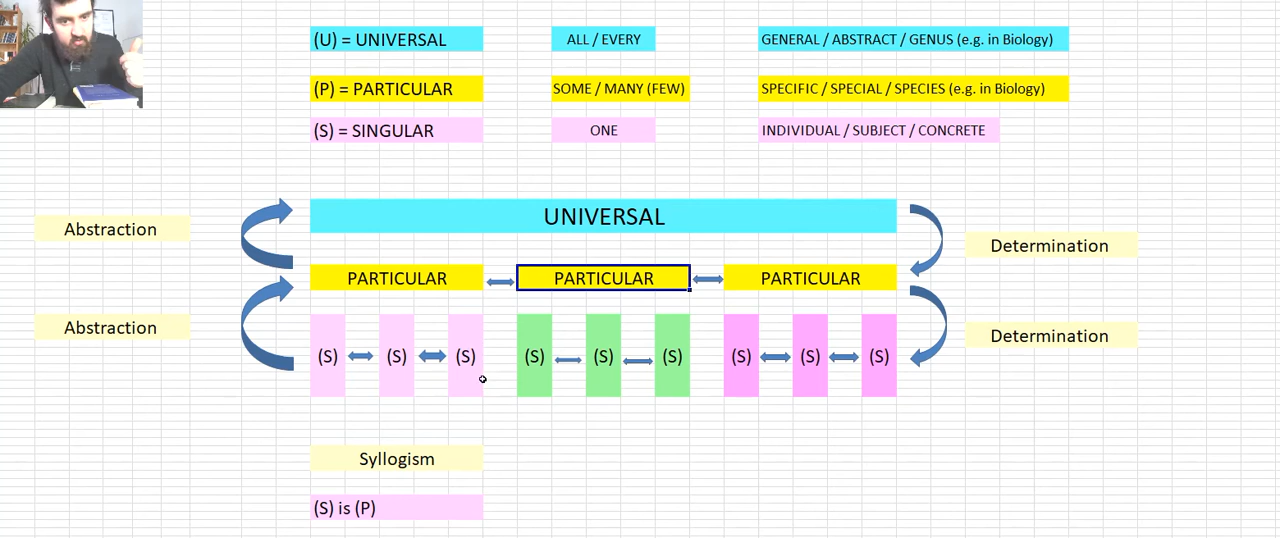 (U) = UNIVERSAL ALL / EVERY GENERAL / ABSTRACT / GENUS (e.g. in Biology)
(P) = PARTICULAR SOME / MANY (FEW) SPECIFIC / SPECIAL / SPECIES (e.g. in Biology)
(S) = SINGULAR ONE INDIVIDUAL / SUBJECT / CONCRETE
UNIVERSAL
Abstraction
Determination
PARTICULAR PARTICULAR PARTICULAR
Abstraction
Determination
(S) (S) (S) (S) (S) (S) (S) (S) (S)
Syllogism
(S) is (P)